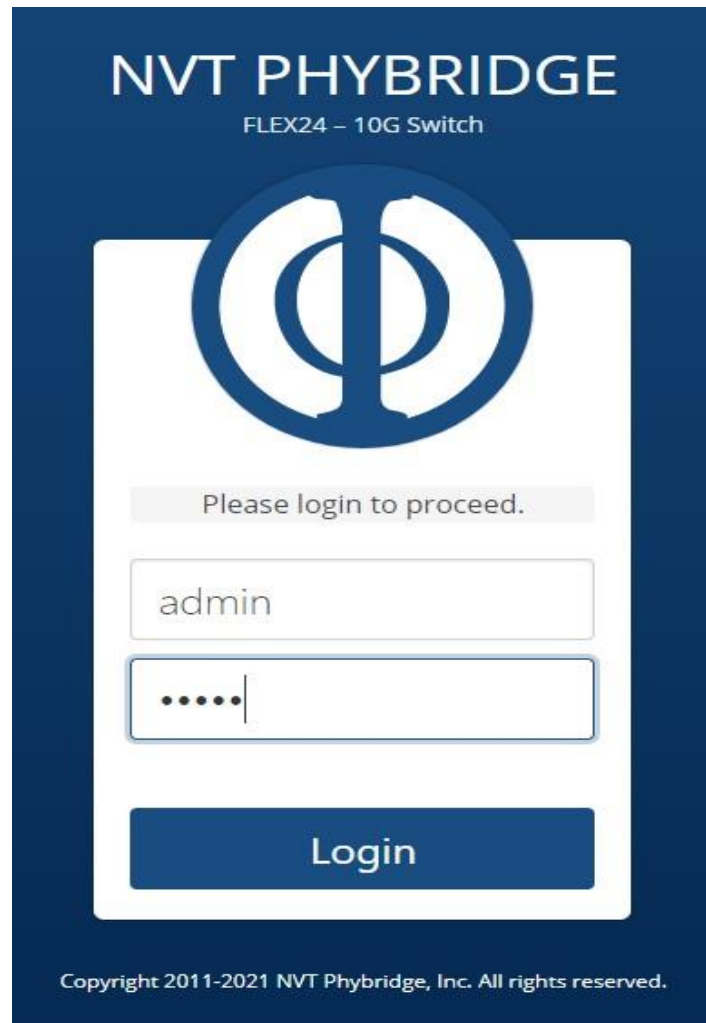 NVT PHYBRIDGE
FLEX24 – 10G Switch
Please login to proceed.
admin
•••••
Login
Copyright 2011-2021 NVT Phybridge, Inc. All rights reserved.